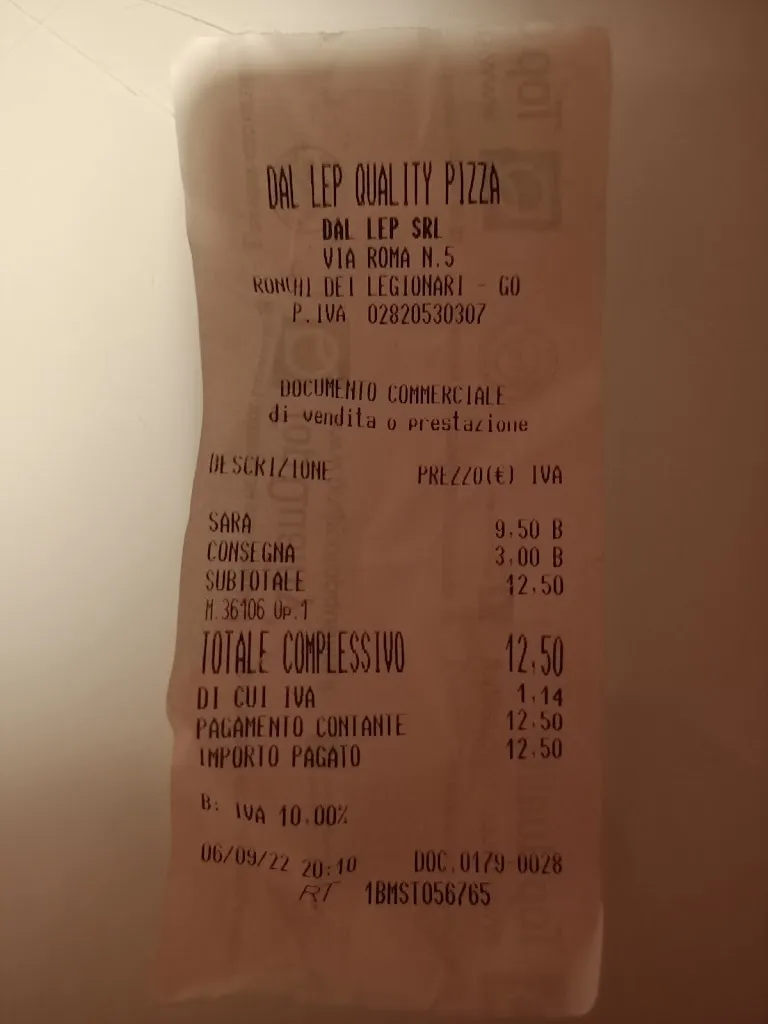 DAL LEP QUALITY PIZZA
DAL LEP SRL
VIA ROMA N.5
RONCHI DEI LEGIONARI - GO
P.IVA 02820530307
DOCUMENTO COMMERCIALE
di vendita o prestazione
DESCRIZIONE PREZZO(€) IVA
SARA 9,50 B
CONSEGNA 3,00 B
SUBTOTALE 12,50
M.36106 Op.1
TOTALE COMPLESSIVO 12,50
DI CUI IVA 1,14
PAGAMENTO CONTANTE 12,50
IMPORTO PAGATO 12,50
B: IVA 10,00%
06/09/22 20:10 DOC.0179-0028
RT 1BMST056765